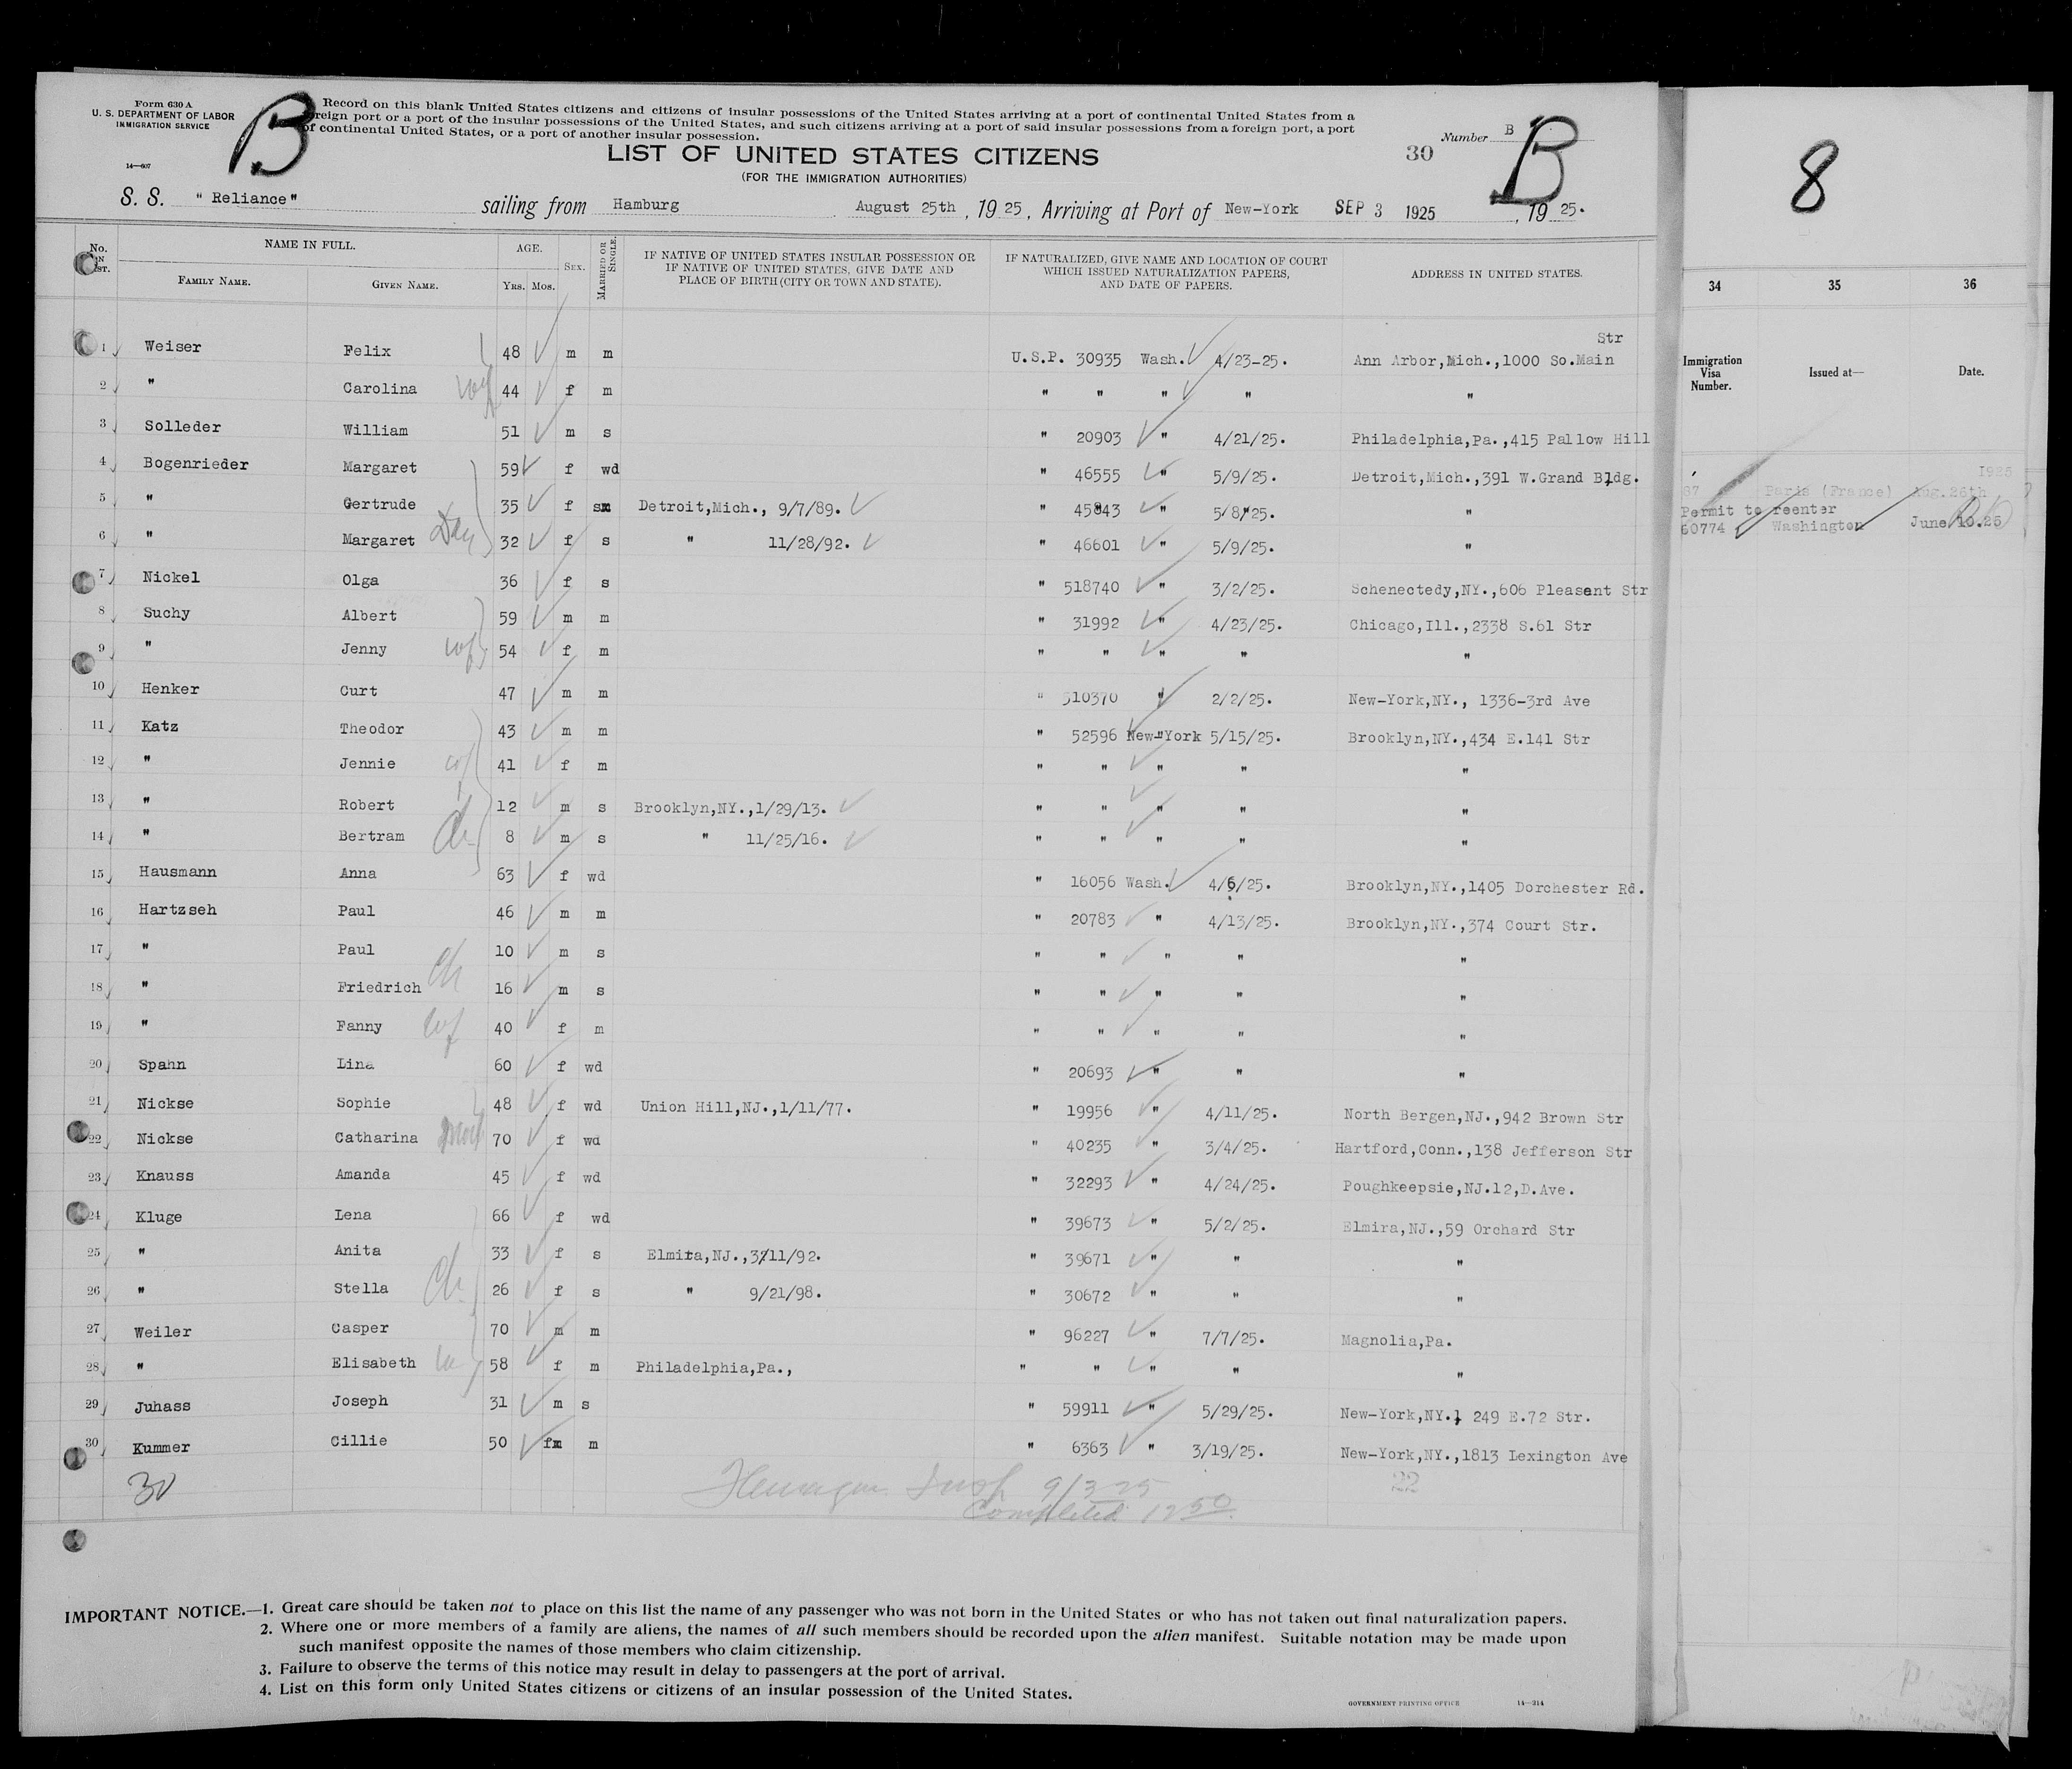 Form 630 A
U. S. DEPARTMENT OF LABOR
IMMIGRATION SERVICE
14—607
B
Record on this blank United States citizens and citizens of insular possessions of the United States arriving at a port of continental United States from a
foreign port or a port of the insular possessions of the United States, and such citizens arriving at a port of said insular possessions from a foreign port, a port
of continental United States, or a port of another insular possession.
Number B
30
B
LIST OF UNITED STATES CITIZENS
(FOR THE IMMIGRATION AUTHORITIES)
S. S. " Reliance" sailing from Hamburg August 25th , 19 25 , Arriving at Port of New-York SEP 3 1925 , 19 25.
No. ON LIST. NAME IN FULL. AGE. SEX. MARRIED OR SINGLE. IF NATIVE OF UNITED STATES INSULAR POSSESSION OR IF NATIVE OF UNITED STATES, GIVE DATE AND PLACE OF BIRTH (CITY OR TOWN AND STATE). IF NATURALIZED, GIVE NAME AND LOCATION OF COURT WHICH ISSUED NATURALIZATION PAPERS, AND DATE OF PAPERS. ADDRESS IN UNITED STATES.
FAMILY NAME. GIVEN NAME. YRS. MOS.
1 Weiser Felix 48 m m U.S.P. 30935 Wash. 4/23-25. Ann Arbor,Mich.,1000 So.Main Str
2 " Carolina wf 44 f m " " " " "
3 Solleder William 51 m s " 20903 " 4/21/25. Philadelphia,Pa.,415 Pallow Hill
4 Bogenrieder Margaret 59 f wd " 46555 " 5/9/25. Detroit,Mich.,391 W.Grand Bldg.
5 " Gertrude 35 f s Detroit,Mich., 9/7/89. " 45843 " 5/8/25. "
6 " Margaret 32 f s " 11/28/92. " 46601 " 5/9/25. "
7 Nickel Olga 36 f s " 518740 " 3/2/25. Schenectedy,NY.,606 Pleasent Str
8 Suchy Albert 59 m m " 31992 " 4/23/25. Chicago,Ill.,2338 S.61 Str
9 " Jenny wf 54 f m " " " " "
10 Henker Curt 47 m m " 510370 " 2/2/25. New-York,NY., 1336-3rd Ave
11 Katz Theodor 43 m m " 52596 New-York 5/15/25. Brooklyn,NY.,434 E.141 Str
12 " Jennie wf 41 f m " " " " "
13 " Robert 12 m s Brooklyn,NY.,1/29/13. " " " " "
14 " Bertram ch 8 m s " 11/25/16. " " " " "
15 Hausmann Anna 63 f wd " 16056 Wash. 4/6/25. Brooklyn,NY.,1405 Dorchester Rd.
16 Hartzseh Paul 46 m m " 20783 " 4/13/25. Brooklyn,NY.,374 Court Str.
17 " Paul 10 m s " " " " "
18 " Friedrich ch 16 m s " " " " "
19 " Fanny wf 40 f m " " " " "
20 Spahn Lina 60 f wd " 20693 " " "
21 Nickse Sophie 48 f wd Union Hill,NJ.,1/11/77. " 19956 " 4/11/25. North Bergen,NJ.,942 Brown Str
22 Nickse Catharina 70 f wd " 40235 " 3/4/25. Hartford,Conn.,138 Jefferson Str
23 Knauss Amanda 45 f wd " 32293 " 4/24/25. Poughkeepsie,NJ.12,D.Ave.
24 Kluge Lena 66 f wd " 39673 " 5/2/25. Elmira,NJ.,59 Orchard Str
25 " Anita 33 f s Elmira,NJ.,3/11/92. " 39671 " " "
26 " Stella ch 26 f s " 9/21/98. " 30672 " " "
27 Weiler Casper 70 m m " 96227 " 7/7/25. Magnolia,Pa.
28 " Elisabeth 58 f m Philadelphia,Pa., " " " " "
29 Juhass Joseph 31 m s " 59911 " 5/29/25. New-York,NY., 249 E.72 Str.
30 Kummer Cillie 50 f m " 6363 " 3/19/25. New-York,NY.,1813 Lexington Ave
30
Insp 9/3 25 22
Completed 12 50
IMPORTANT NOTICE.—1. Great care should be taken not to place on this list the name of any passenger who was not born in the United States or who has not taken out final naturalization papers.
2. Where one or more members of a family are aliens, the names of all such members should be recorded upon the alien manifest. Suitable notation may be made upon
such manifest opposite the names of those members who claim citizenship.
3. Failure to observe the terms of this notice may result in delay to passengers at the port of arrival.
4. List on this form only United States citizens or citizens of an insular possession of the United States.
GOVERNMENT PRINTING OFFICE 14—214
8
34 35 36
Immigration Visa Number. Issued at— Date.
1925
87 Paris (France) Aug.26th
Permit to reenter
60774 Washington June 10.25